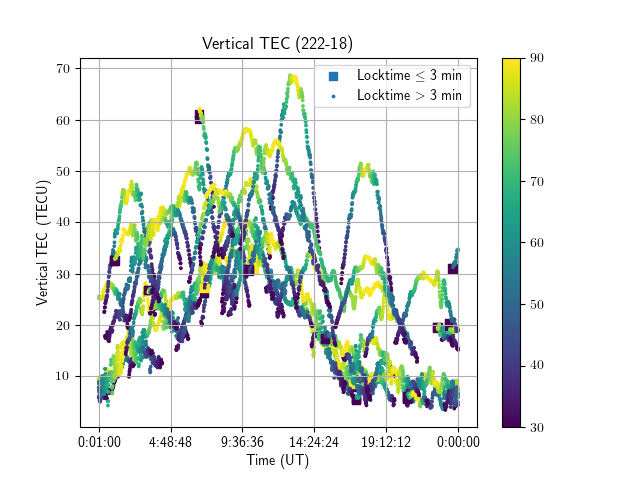 Vertical TEC (222-18)
Locktime ≤ 3 min
Locktime > 3 min
Vertical TEC (TECU)
70
60
50
40
30
20
10
0:01:00 4:48:48 9:36:36 14:24:24 19:12:12 0:00:00
Time (UT)
90
80
70
60
50
40
30